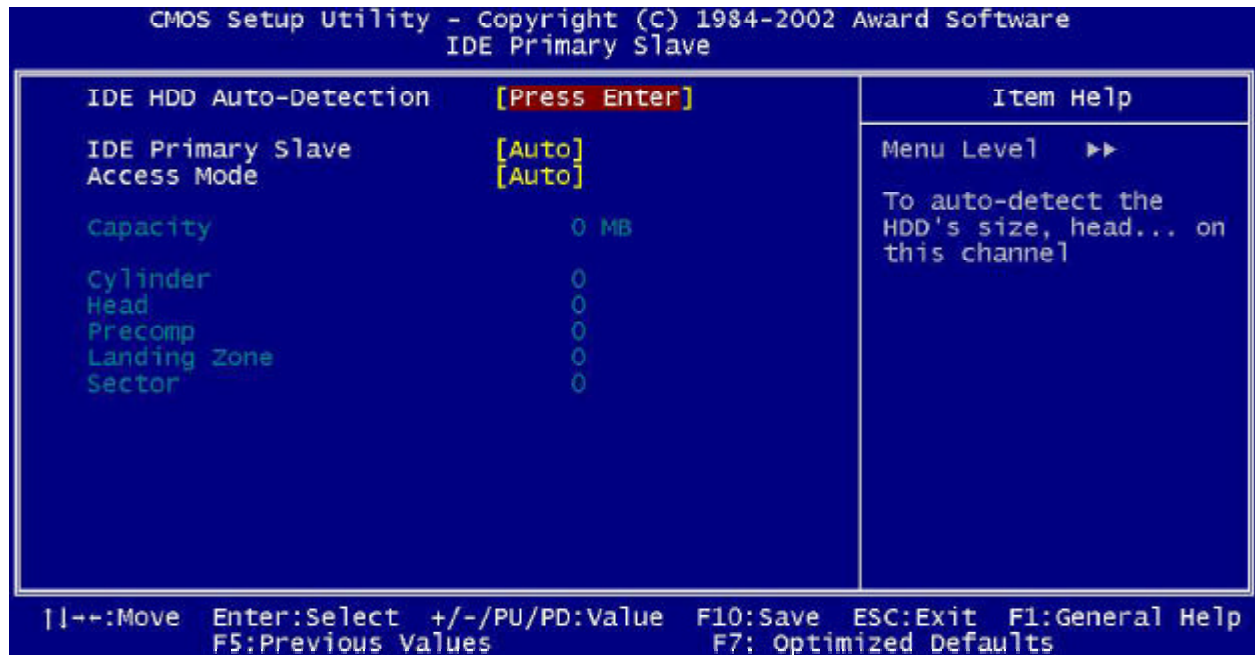 CMOS Setup Utility - Copyright (C) 1984-2002 Award Software
IDE Primary Slave
IDE HDD Auto-Detection [Press Enter]
IDE Primary Slave [Auto]
Access Mode [Auto]
Capacity 0 MB
Cylinder 0
Head 0
Precomp 0
Landing Zone 0
Sector 0
Item Help
Menu Level ▶▶
To auto-detect the
HDD's size, head... on
this channel
↑↓→←:Move Enter:Select +/-/PU/PD:Value F10:Save ESC:Exit F1:General Help
F5:Previous Values F7: Optimized Defaults